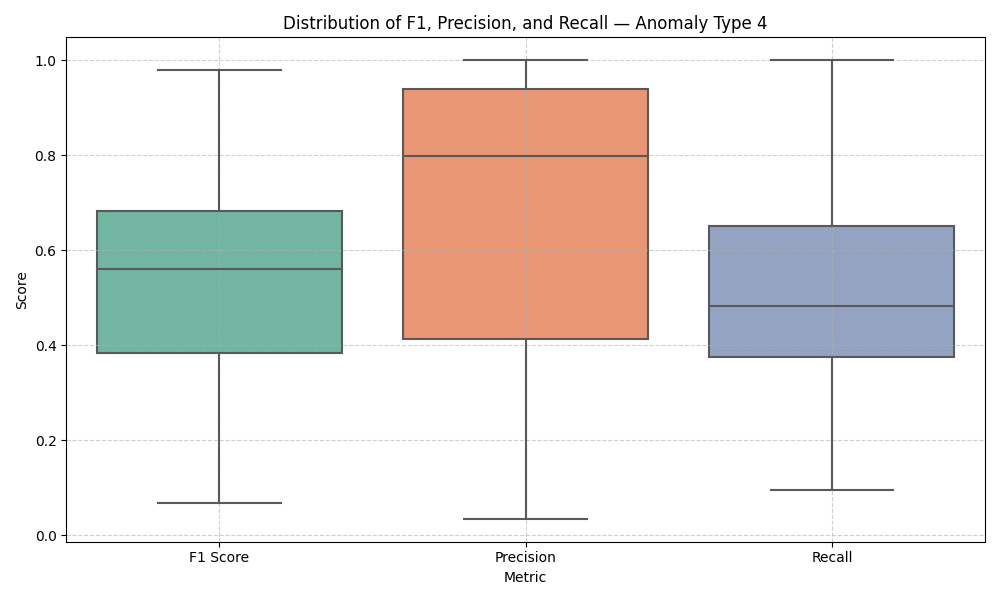 Distribution of F1, Precision, and Recall — Anomaly Type 4
Score
1.0
0.8
0.6
0.4
0.2
0.0
F1 Score
Precision
Recall
Metric